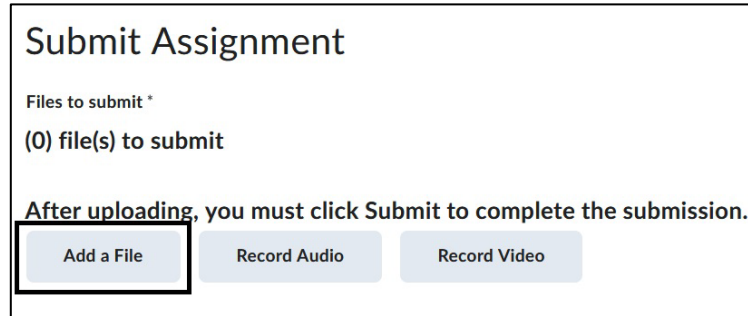 Submit Assignment
Files to submit *
(0) file(s) to submit
After uploading, you must click Submit to complete the submission.
Add a File Record Audio Record Video